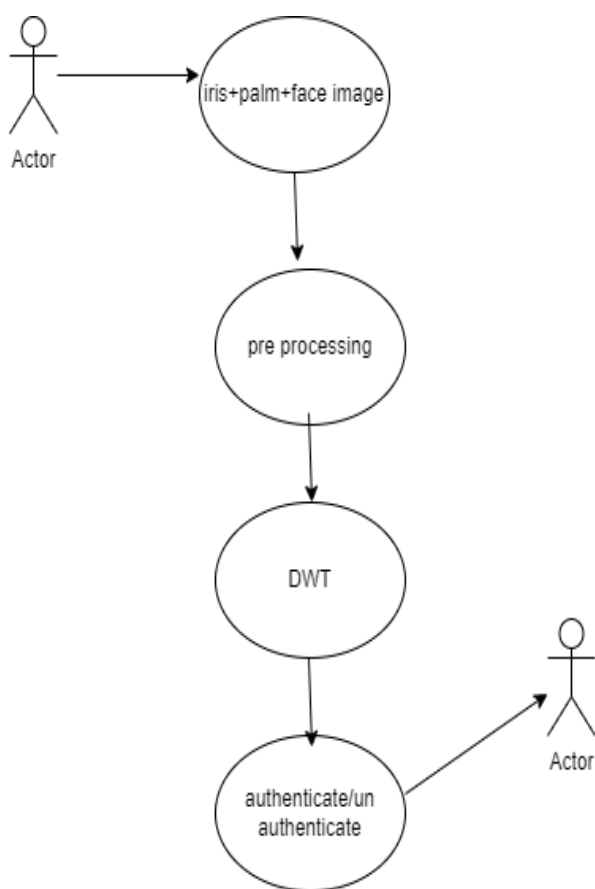 iris+palm+face image
Actor
pre processing
DWT
authenticate/un
authenticate
Actor